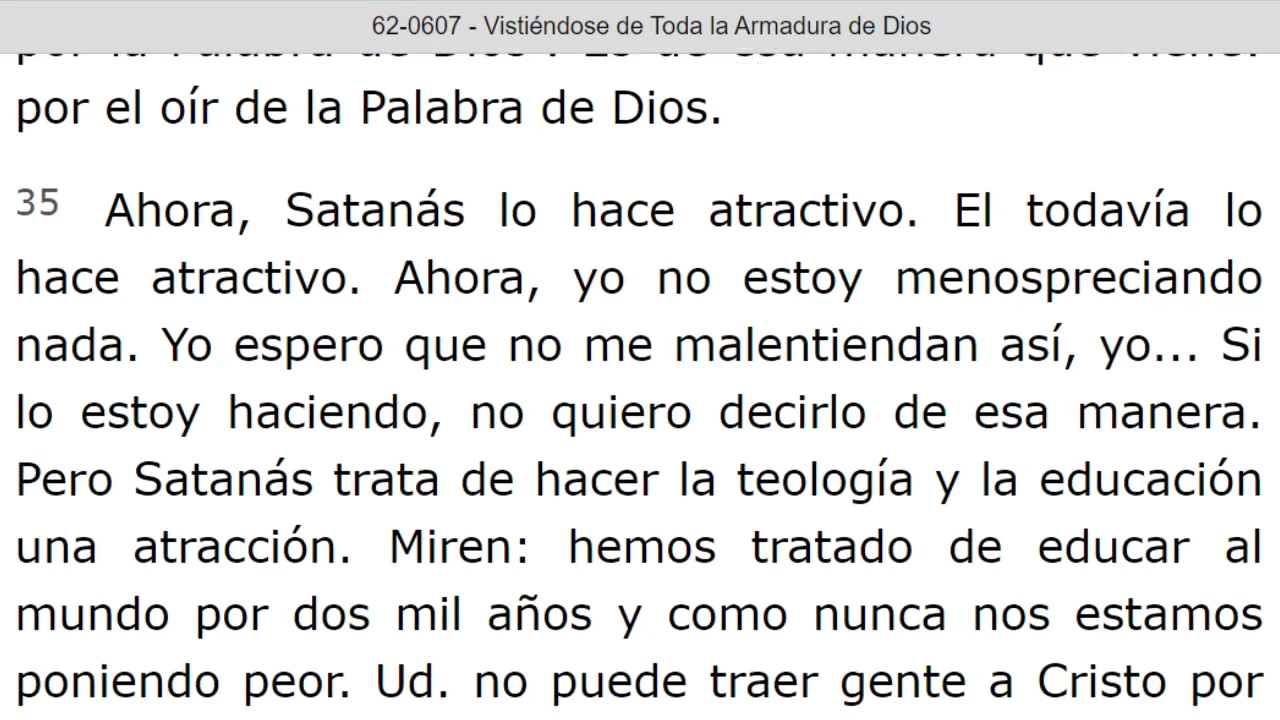 62-0607 - Vistiéndose de Toda la Armadura de Dios
por el oír de la Palabra de Dios.
35 Ahora, Satanás lo hace atractivo. El todavía lo
hace atractivo. Ahora, yo no estoy menospreciando
nada. Yo espero que no me malentiendan así, yo... Si
lo estoy haciendo, no quiero decirlo de esa manera.
Pero Satanás trata de hacer la teología y la educación
una atracción. Miren: hemos tratado de educar al
mundo por dos mil años y como nunca nos estamos
poniendo peor. Ud. no puede traer gente a Cristo por